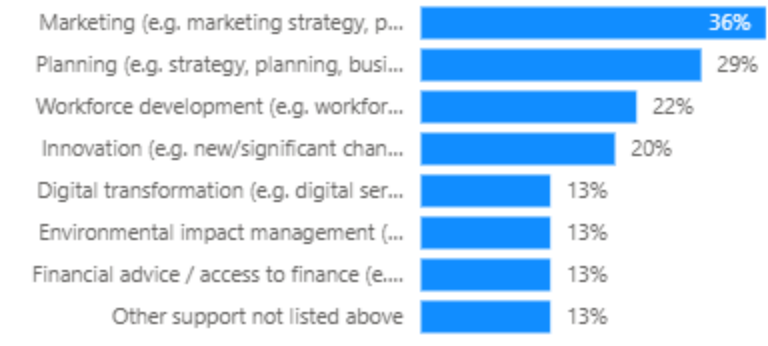 Marketing (e.g. marketing strategy, p... 36%
Planning (e.g. strategy, planning, busi... 29%
Workforce development (e.g. workfor... 22%
Innovation (e.g. new/significant chan... 20%
Digital transformation (e.g. digital ser... 13%
Environmental impact management (... 13%
Financial advice / access to finance (e.... 13%
Other support not listed above 13%